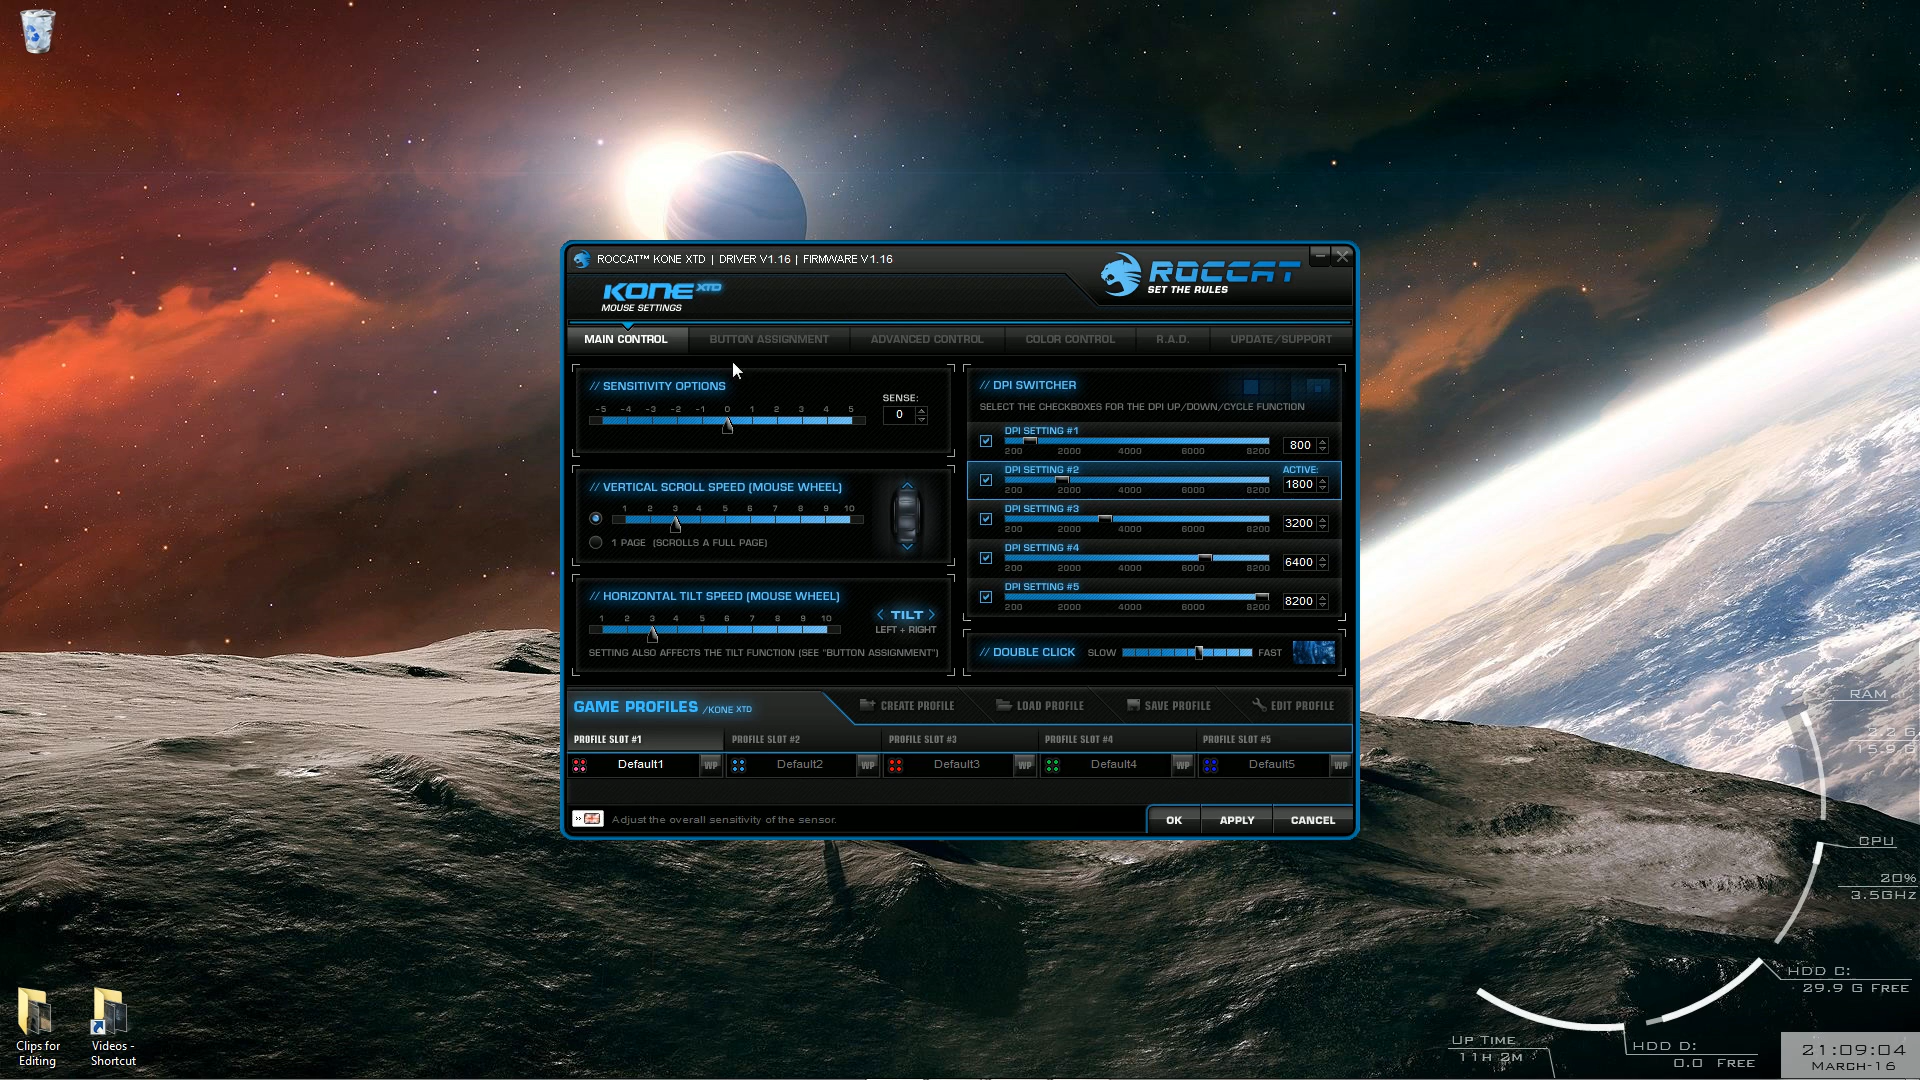 ROCCAT™ KONE XTD | DRIVER V1.16 | FIRMWARE V1.16
KONE XTD
MOUSE SETTINGS
ROCCAT
SET THE RULES
MAIN CONTROL
BUTTON ASSIGNMENT
ADVANCED CONTROL
COLOR CONTROL
R.A.D.
UPDATE/SUPPORT
// SENSITIVITY OPTIONS
-5 -4 -3 -2 -1 0 1 2 3 4 5
SENSE:
0
// VERTICAL SCROLL SPEED (MOUSE WHEEL)
1 2 3 4 5 6 7 8 9 10
1 PAGE (SCROLLS A FULL PAGE)
// HORIZONTAL TILT SPEED (MOUSE WHEEL)
1 2 3 4 5 6 7 8 9 10
< TILT >
LEFT + RIGHT
SETTING ALSO AFFECTS THE TILT FUNCTION (SEE "BUTTON ASSIGNMENT")
// DPI SWITCHER
SELECT THE CHECKBOXES FOR THE DPI UP/DOWN/CYCLE FUNCTION
DPI SETTING #1
200 2000 4000 6000 8200
800
DPI SETTING #2
ACTIVE:
200 2000 4000 6000 8200
1800
DPI SETTING #3
200 2000 4000 6000 8200
3200
DPI SETTING #4
200 2000 4000 6000 8200
6400
DPI SETTING #5
200 2000 4000 6000 8200
8200
// DOUBLE CLICK SLOW FAST
GAME PROFILES /KONE XTD
CREATE PROFILE
LOAD PROFILE
SAVE PROFILE
EDIT PROFILE
PROFILE SLOT #1
PROFILE SLOT #2
PROFILE SLOT #3
PROFILE SLOT #4
PROFILE SLOT #5
Default1 WP
Default2 WP
Default3 WP
Default4 WP
Default5 WP
Adjust the overall sensitivity of the sensor.
OK
APPLY
CANCEL
RAM
CPU
20%
3.5GHz
HDD C:
29.9 G Free
HDD D:
0.0 Free
Up Time
11h 2m
21:09:04
March-16
Clips for
Editing
Videos -
Shortcut